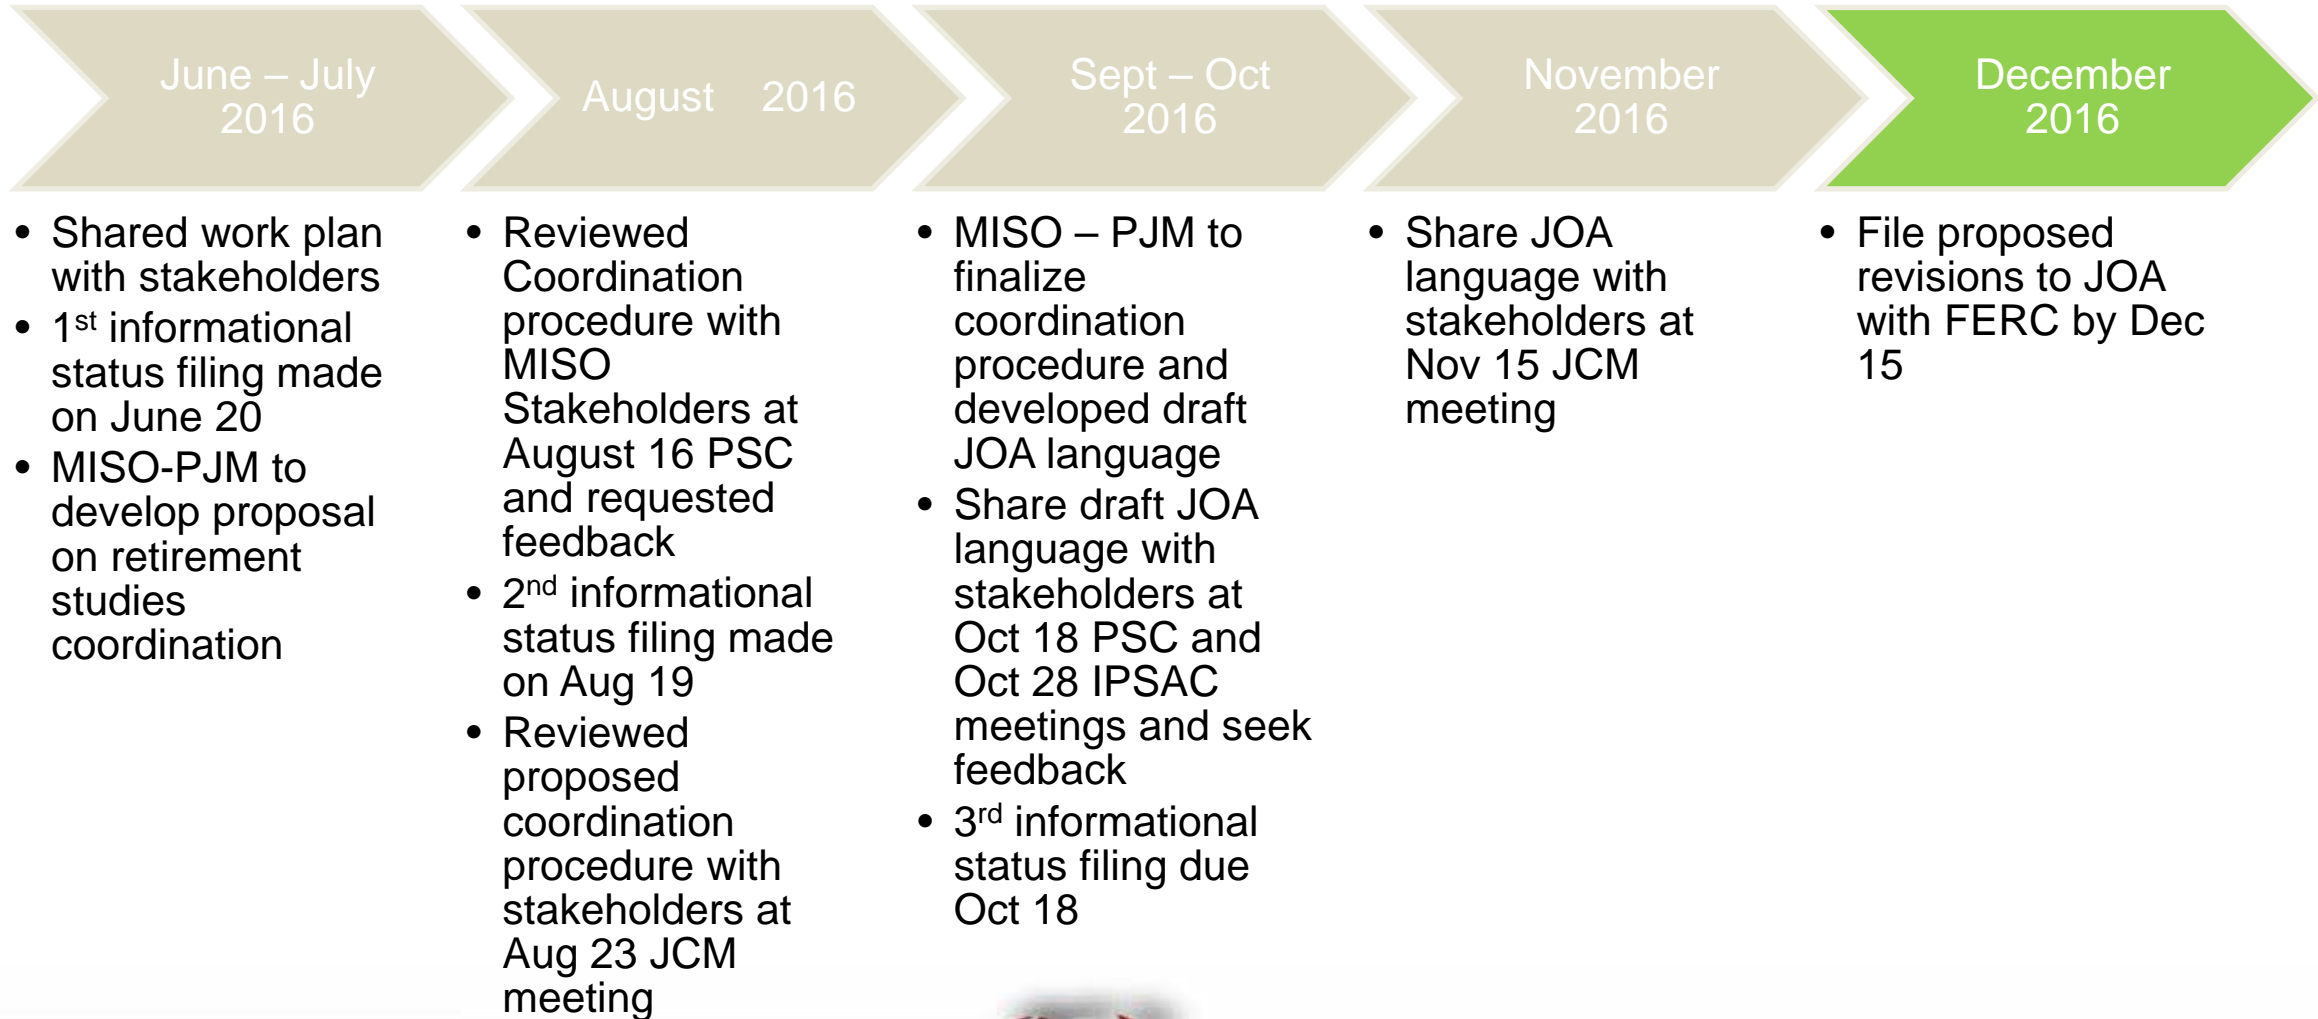 June – July
2016
August 2016
Sept – Oct
2016
November
2016
December
2016
• Shared work plan
with stakeholders
• 1st informational
status filing made
on June 20
• MISO-PJM to
develop proposal
on retirement
studies
coordination
• Reviewed
Coordination
procedure with
MISO
Stakeholders at
August 16 PSC
and requested
feedback
• 2nd informational
status filing made
on Aug 19
• Reviewed
proposed
coordination
procedure with
stakeholders at
Aug 23 JCM
meeting
• MISO – PJM to
finalize
coordination
procedure and
developed draft
JOA language
• Share draft JOA
language with
stakeholders at
Oct 18 PSC and
Oct 28 IPSAC
meetings and seek
feedback
• 3rd informational
status filing due
Oct 18
• Share JOA
language with
stakeholders at
Nov 15 JCM
meeting
• File proposed
revisions to JOA
with FERC by Dec
15